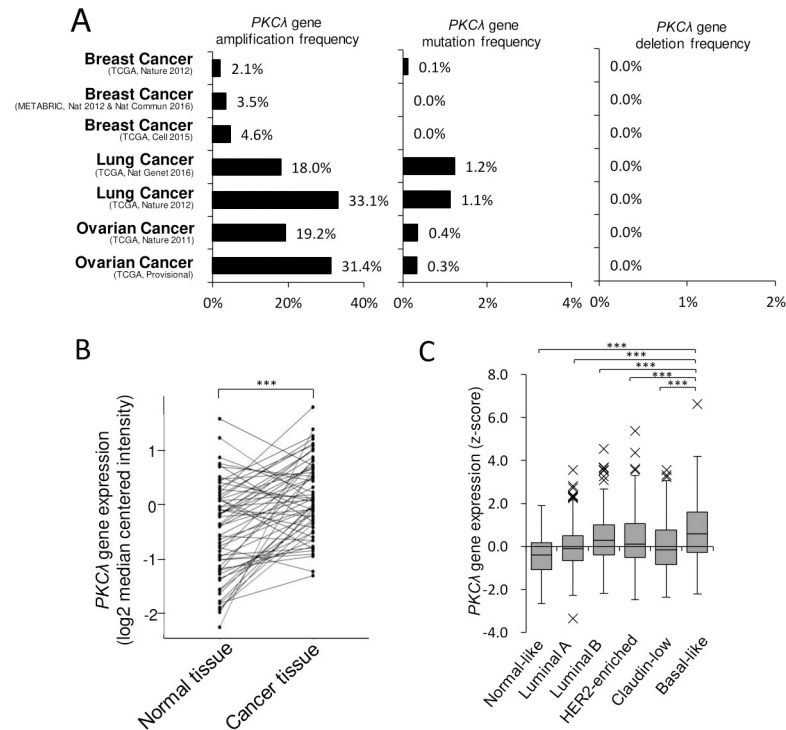 A
PKCλ gene
amplification frequency
PKCλ gene
mutation frequency
PKCλ gene
deletion frequency
Breast Cancer
(TCGA, Nature 2012)
2.1%
0.1%
0.0%
Breast Cancer
(METABRIC, Nat 2012 & Nat Commun 2016)
3.5%
0.0%
0.0%
Breast Cancer
(TCGA, Cell 2015)
4.6%
0.0%
0.0%
Lung Cancer
(TCGA, Nat Genet 2016)
18.0%
1.2%
0.0%
Lung Cancer
(TCGA, Nature 2012)
33.1%
1.1%
0.0%
Ovarian Cancer
(TCGA, Nature 2011)
19.2%
0.4%
0.0%
Ovarian Cancer
(TCGA, Provisional)
31.4%
0.3%
0.0%
0% 20% 40%
0% 2% 4%
0% 1% 2%
B
***
PKCλ gene expression
(log2 median centered intensity)
1
0
-1
-2
Normal tissue
Cancer tissue
C
***
***
***
***
***
PKCλ gene expression (z-score)
8.0
6.0
4.0
2.0
0.0
-2.0
-4.0
Normal-like
Luminal A
Luminal B
HER2-enriched
Claudin-low
Basal-like